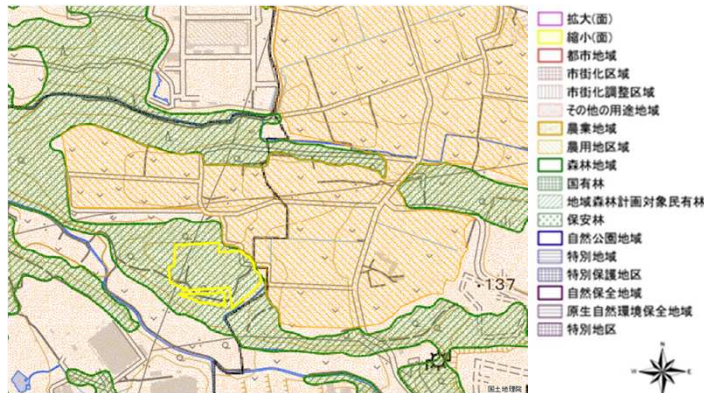 拡大(面)
縮小(面)
都市地域
市街化区域
市街化調整区域
その他の用途地域
農業地域
農用地区域
森林地域
国有林
地域森林計画対象民有林
保安林
自然公園地域
特別地域
特別保護地区
自然保全地域
原生自然環境保全地域
特別地区
137
N
W
E
S
国土地理院